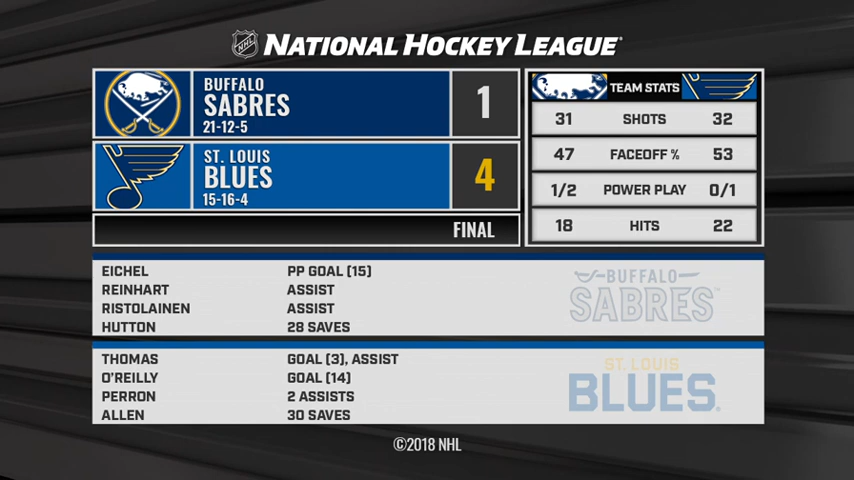 NHL NATIONAL HOCKEY LEAGUE
BUFFALO
SABRES
21-12-5
1
ST. LOUIS
BLUES
15-16-4
4
FINAL
TEAM STATS
31 SHOTS 32
47 FACEOFF % 53
1/2 POWER PLAY 0/1
18 HITS 22
EICHEL PP GOAL (15)
REINHART ASSIST
RISTOLAINEN ASSIST
HUTTON 28 SAVES
BUFFALO
SABRES™
THOMAS GOAL (3), ASSIST
O'REILLY GOAL (14)
PERRON 2 ASSISTS
ALLEN 30 SAVES
ST. LOUIS
BLUES
©2018 NHL